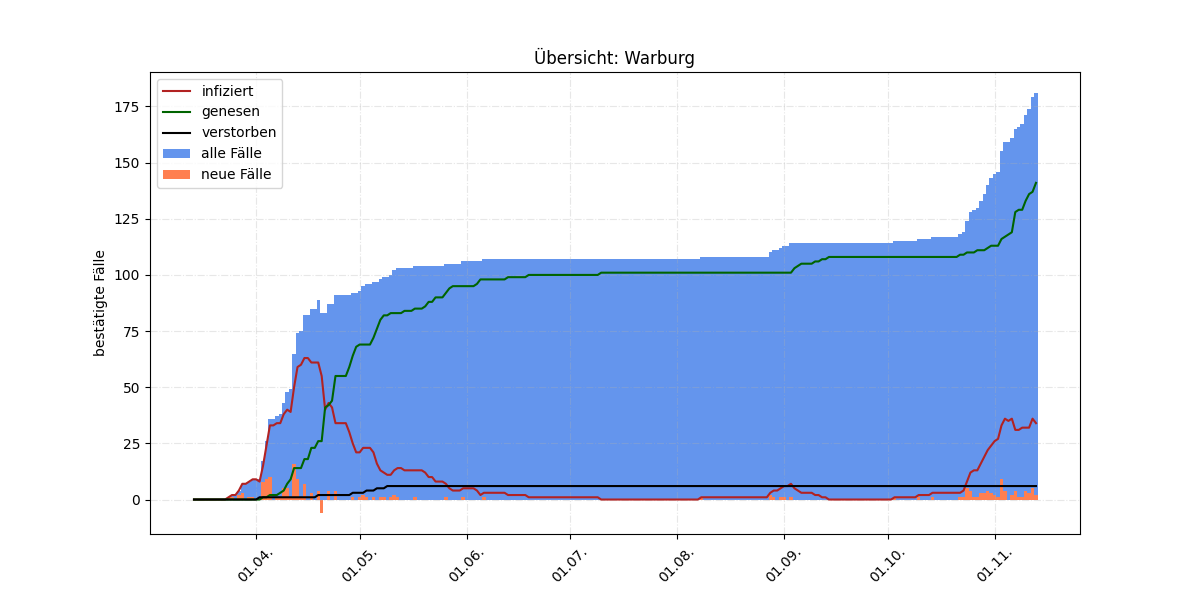 Übersicht: Warburg
infiziert
genesen
verstorben
alle Fälle
neue Fälle
bestätigte Fälle
175
150
125
100
75
50
25
0
01.04.
01.05.
01.06.
01.07.
01.08.
01.09.
01.10.
01.11.